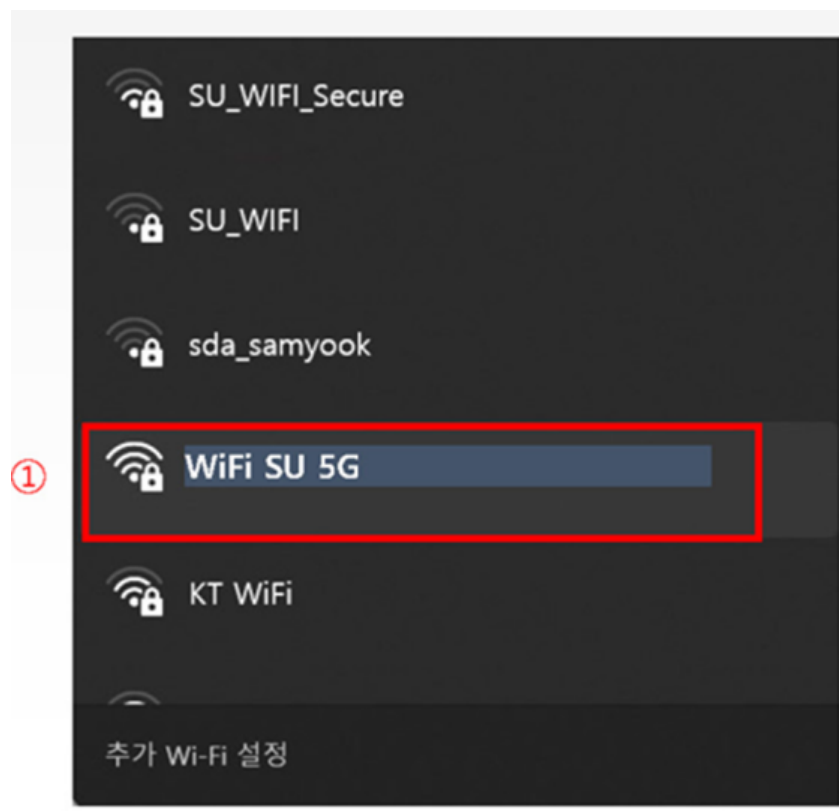 SU_WIFI_Secure
SU_WIFI
sda_samyook
① WiFi SU 5G
KT WiFi
추가 Wi-Fi 설정